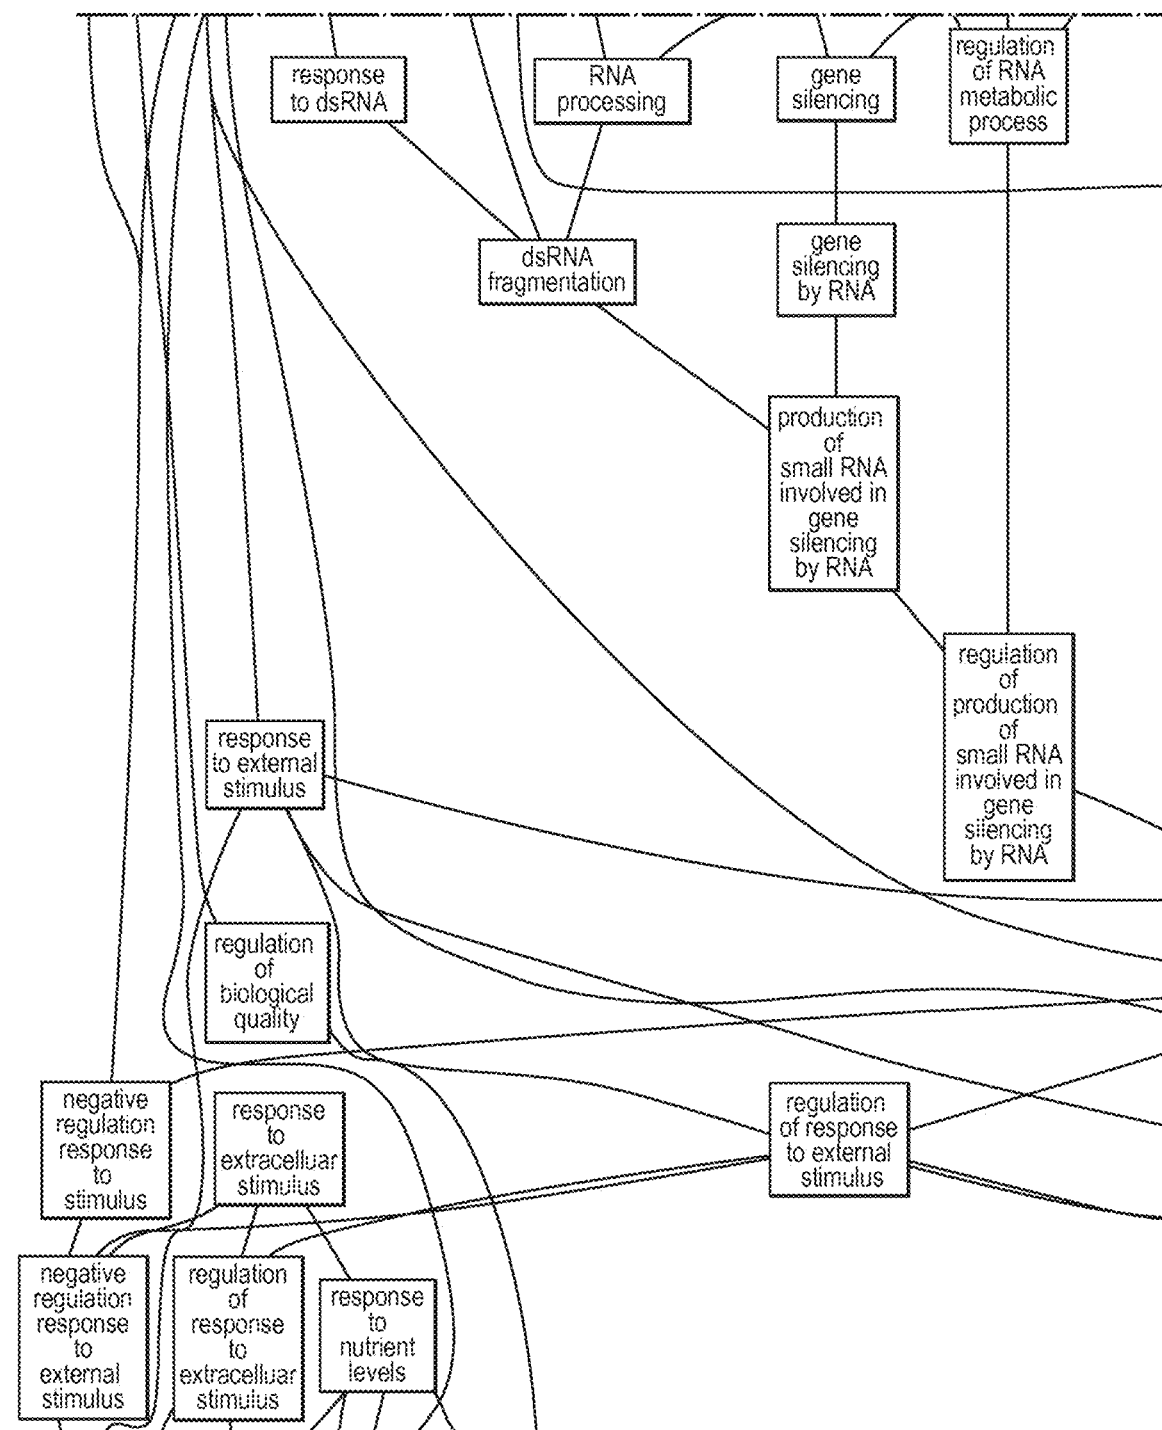 response
to dsRNA
RNA
processing
gene
silencing
regulation
of RNA
metabolic
process
dsRNA
fragmentation
gene
silencing
by RNA
production
of
small RNA
involved in
gene
silencing
by RNA
regulation
of
production
of
small RNA
involved in
gene
silencing
by RNA
response
to external
stimulus
regulation
of
biological
quality
negative
regulation
response
to
stimulus
response
to
extracelluar
stimulus
regulation
of response
to external
stimulus
negative
regulation
response
to
external
stimulus
regulation
of
response
to
extracelluar
stimulus
response
to
nutrient
levels